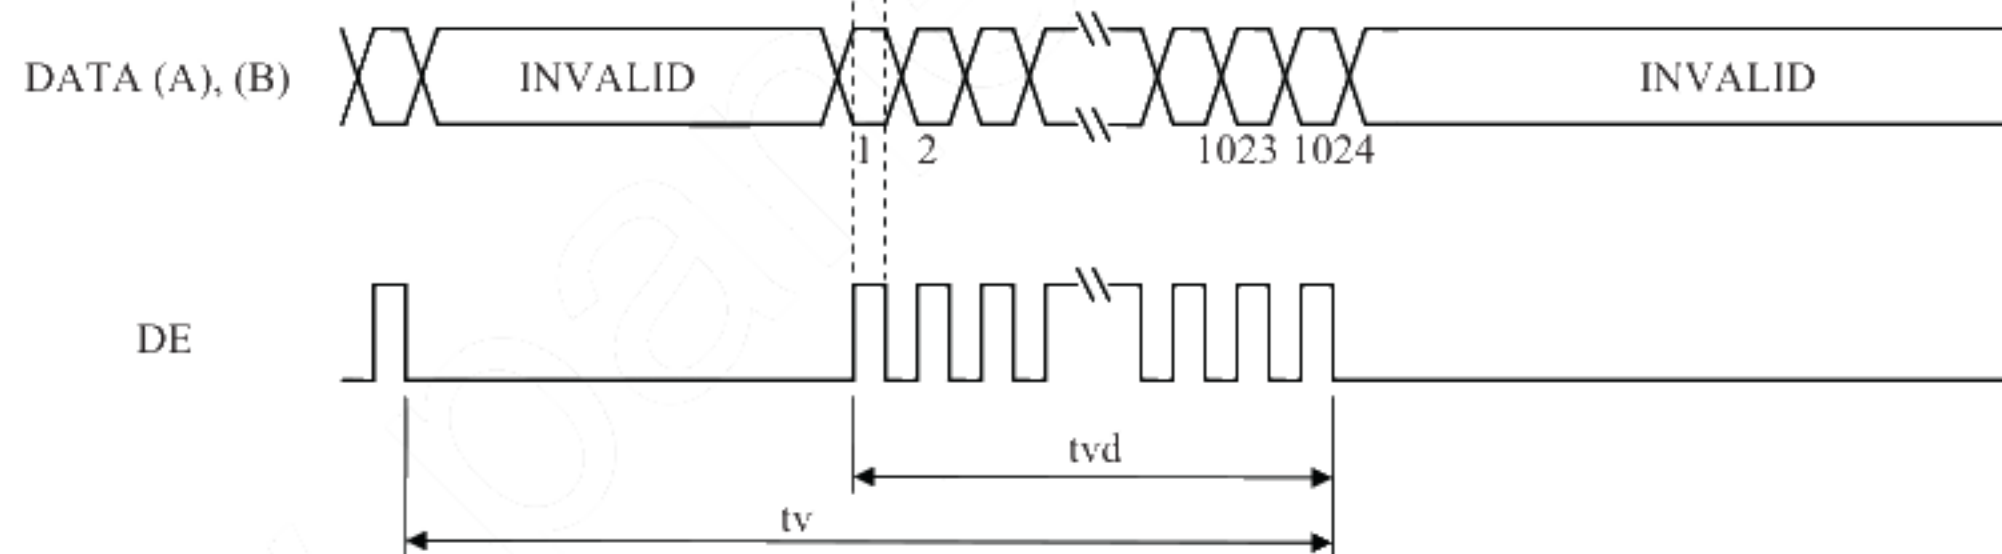 DATA (A), (B) INVALID INVALID
1 2 1023 1024
DE
tvd
tv